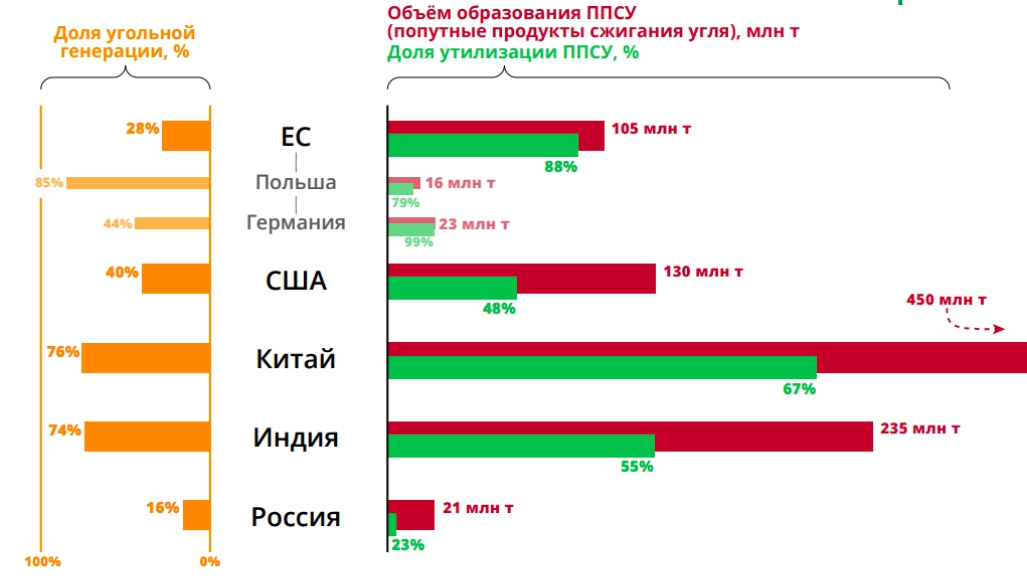 Доля угольной
генерации, %
Объём образования ППСУ
(попутные продукты сжигания угля), млн т
Доля утилизации ППСУ, %
28%
ЕС
105 млн т
88%
85%
Польша
16 млн т
79%
44%
Германия
23 млн т
99%
40%
США
130 млн т
48%
450 млн т
76%
Китай
67%
74%
Индия
235 млн т
55%
16%
Россия
21 млн т
23%
100%
0%